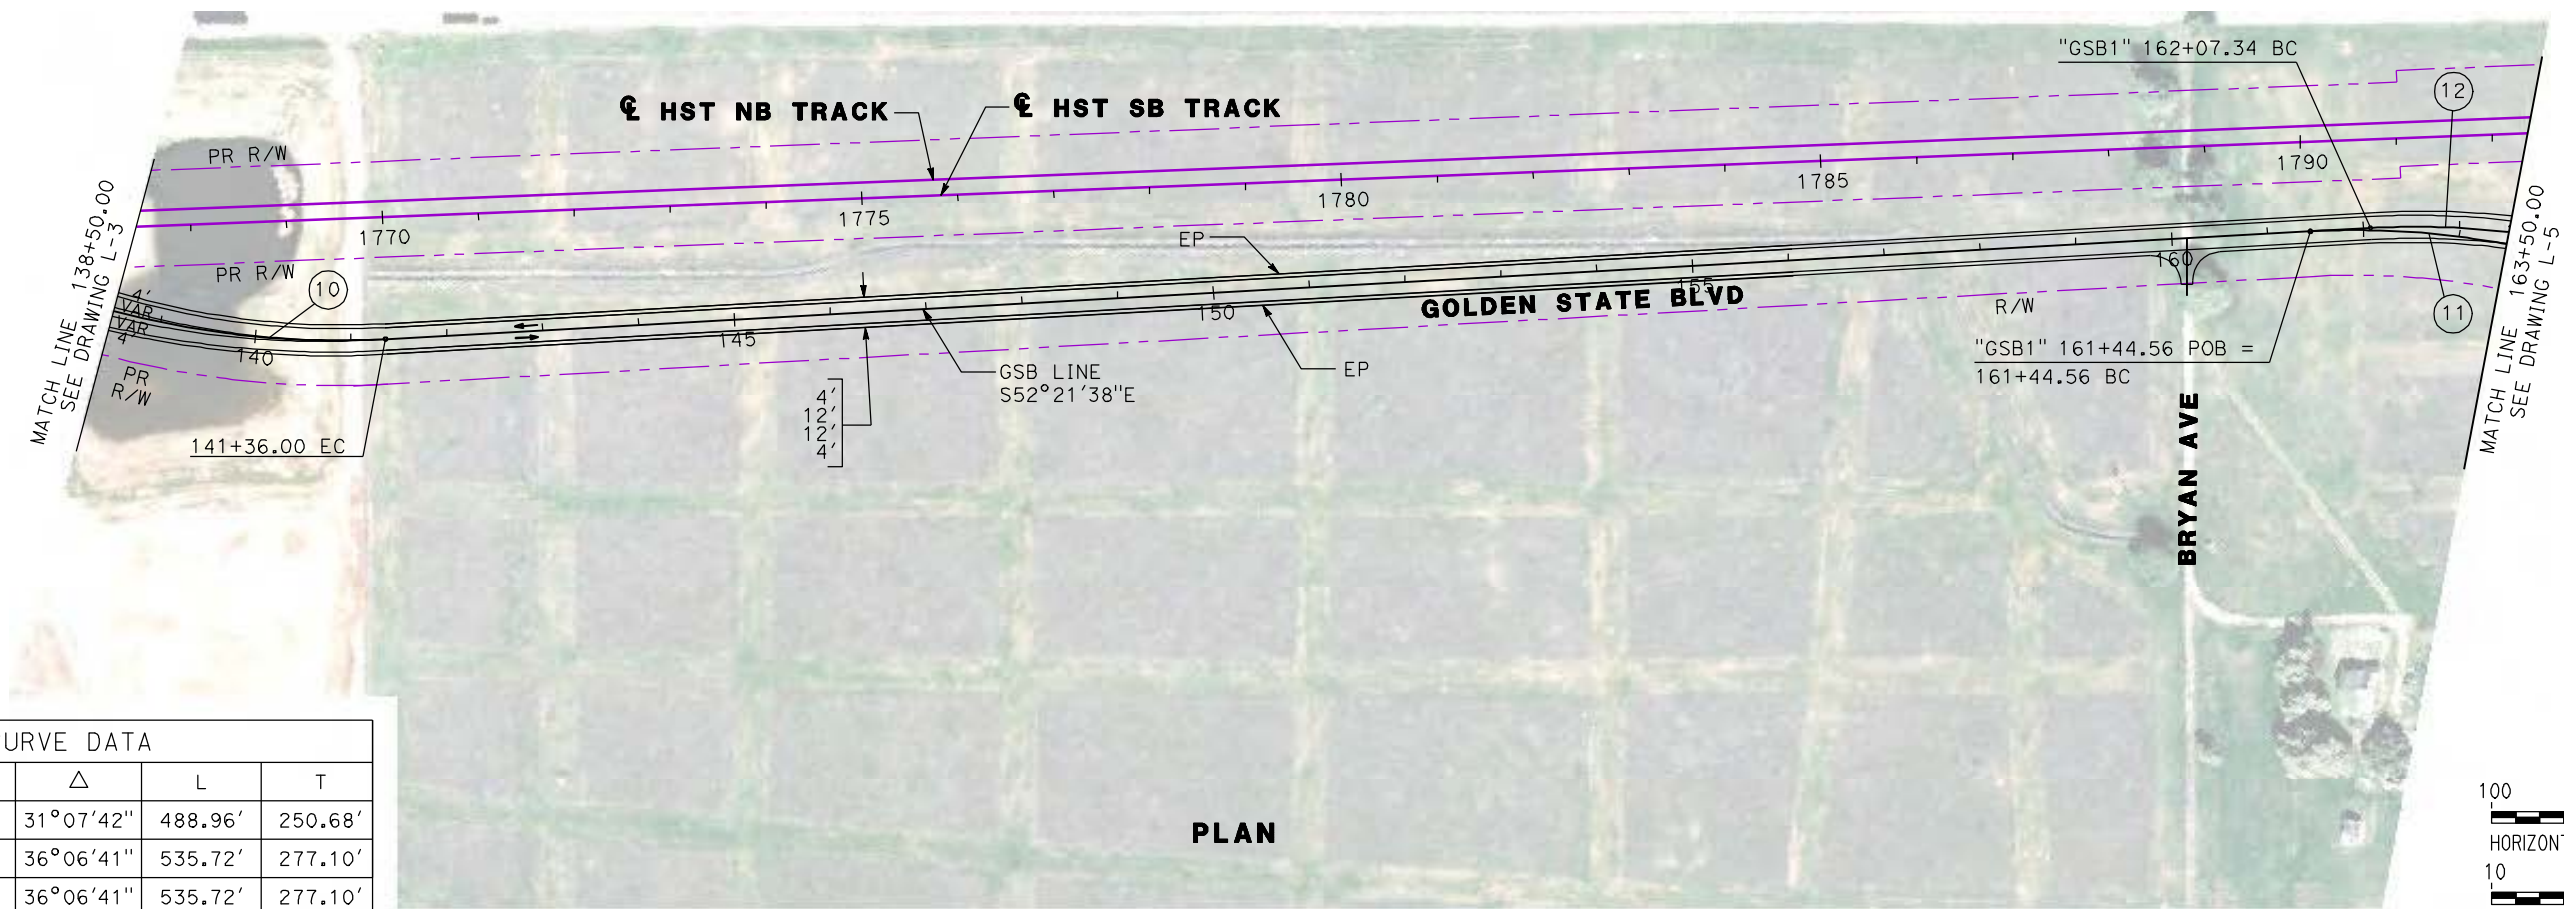 "GSB1" 162+07.34 BC
12
℄ HST NB TRACK
℄ HST SB TRACK
PR R/W
1770
1775
1780
1785
1790
MATCH LINE 138+50.00
SEE DRAWING L-3
PR R/W
10
EP
4'
VAR
VAR
4'
140
145
150
155
160
GOLDEN STATE BLVD
R/W
11
MATCH LINE 163+50.00
SEE DRAWING L-5
PR
R/W
GSB LINE
S52°21'38"E
EP
"GSB1" 161+44.56 POB =
161+44.56 BC
4'
12'
12'
4'
141+36.00 EC
BRYAN AVE
URVE DATA
△ L T
31°07'42" 488.96' 250.68'
36°06'41" 535.72' 277.10'
36°06'41" 535.72' 277.10'
PLAN
100
HORIZONT
10